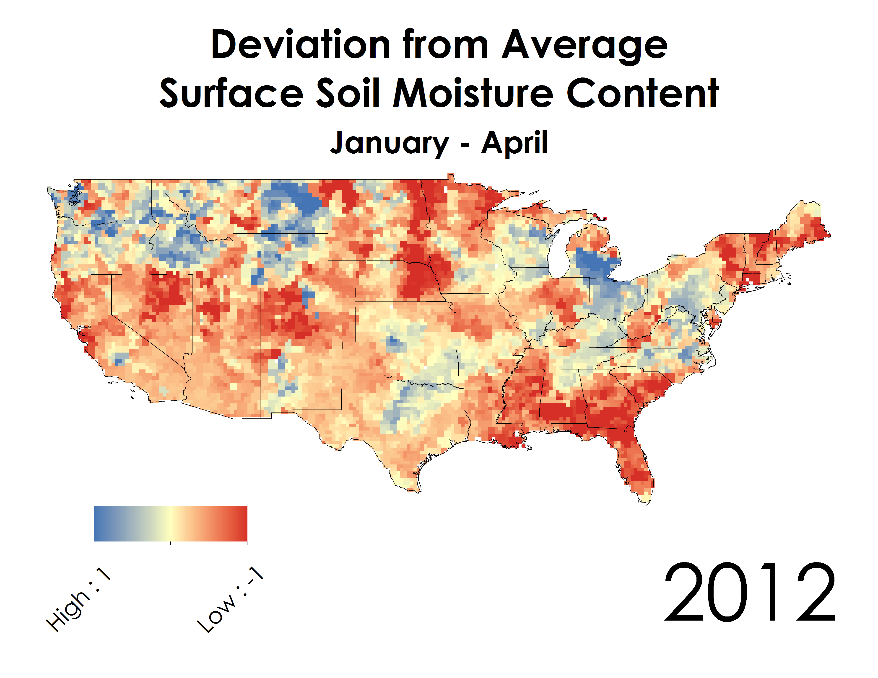 Deviation from Average
Surface Soil Moisture Content
January - April
High : 1
Low : -1
2012